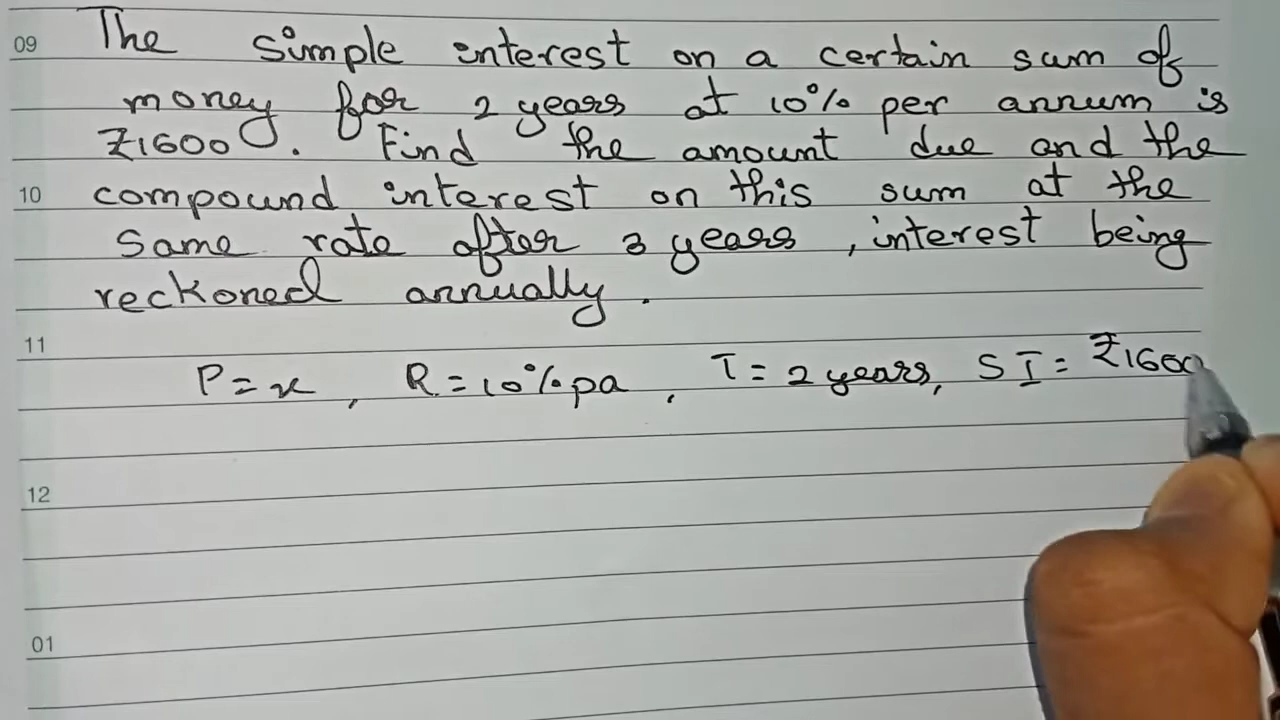 09 The simple interest on a certain sum of
money for 2 years at 10% per annum is
₹1600. Find the amount due and the
10 compound interest on this sum at the
same rate after 3 years, interest being
reckoned annually.
11
P = x, R = 10% pa, T = 2 years, SI = ₹1600
12
01